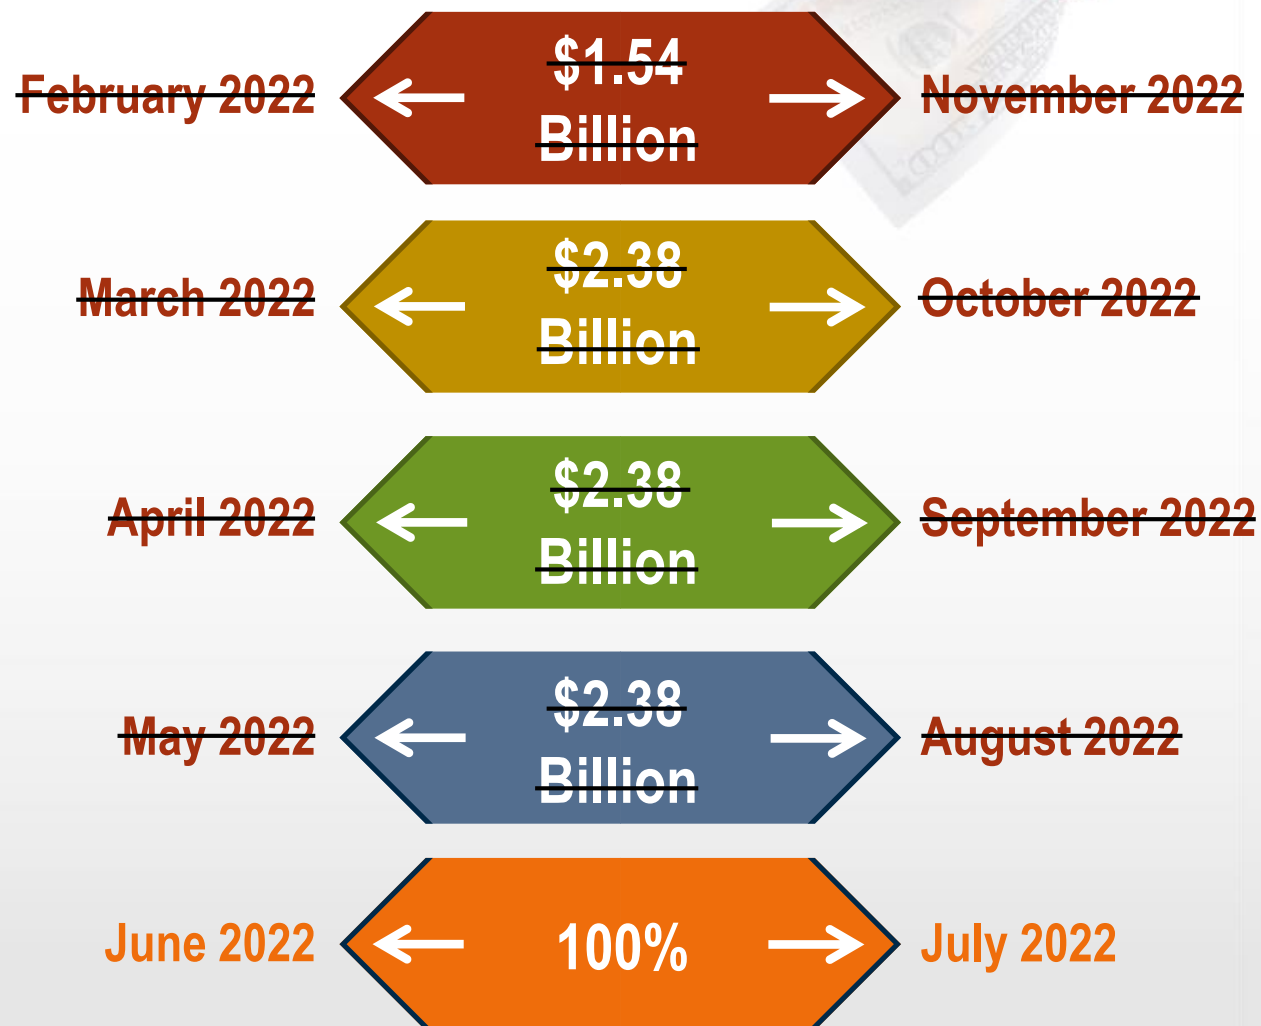 February 2022
$1.54
Billion
November 2022
March 2022
$2.38
Billion
October 2022
April 2022
$2.38
Billion
September 2022
May 2022
$2.38
Billion
August 2022
June 2022
100%
July 2022